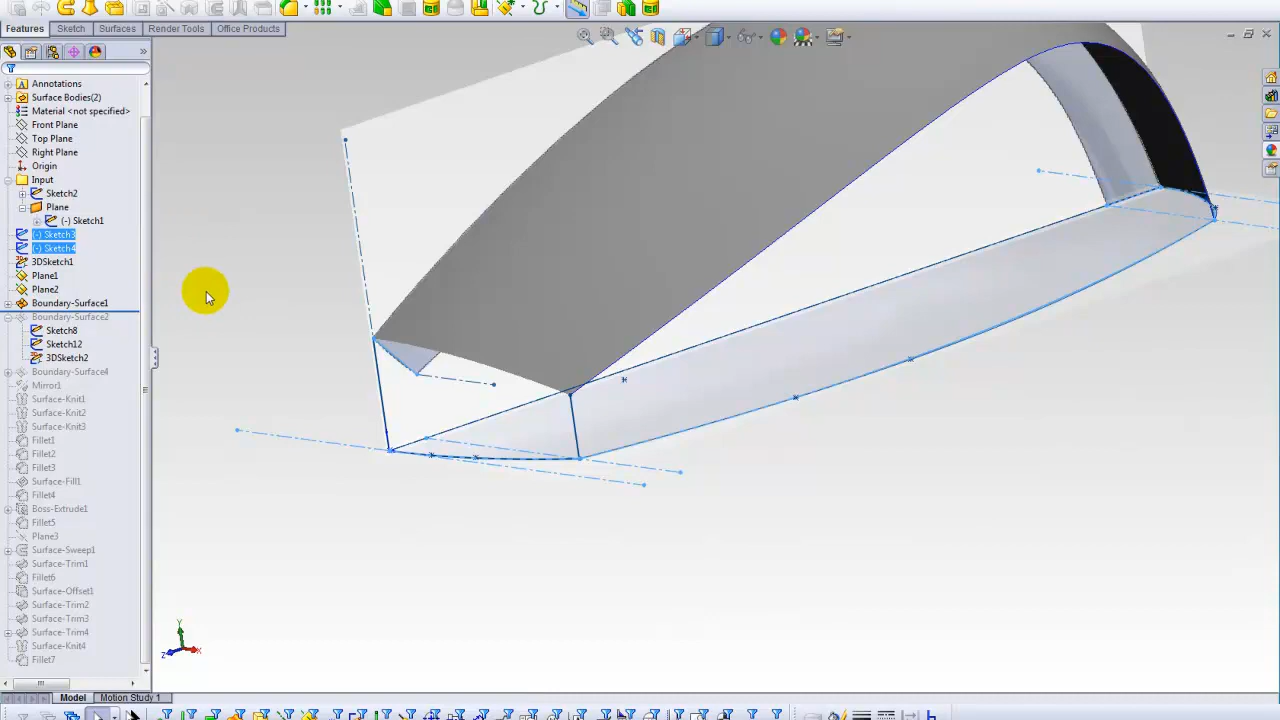 Features Sketch Surfaces Render Tools Office Products
Annotations
Surface Bodies(2)
Material <not specified>
Front Plane
Top Plane
Right Plane
Origin
Input
Sketch2
Plane
(-) Sketch1
(-) Sketch3
(-) Sketch4
3DSketch1
Plane1
Plane2
Boundary-Surface1
Boundary-Surface2
Sketch8
Sketch12
3DSketch2
Boundary-Surface4
Mirror1
Surface-Knit1
Surface-Knit2
Surface-Knit3
Fillet1
Fillet2
Fillet3
Surface-Fill1
Fillet4
Boss-Extrude1
Fillet5
Plane3
Surface-Sweep1
Surface-Trim1
Fillet6
Surface-Offset1
Surface-Trim2
Surface-Trim3
Surface-Trim4
Surface-Knit4
Fillet7
Y
Z X
Model Motion Study 1